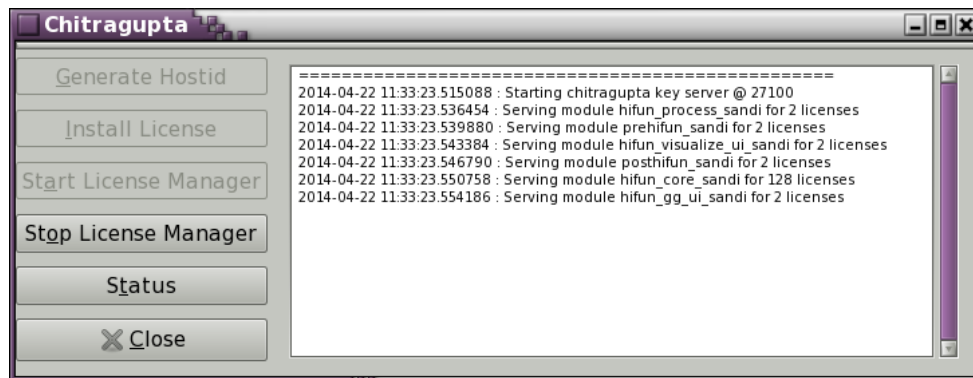 Chitragupta
Generate Hostid
Install License
Start License Manager
Stop License Manager
Status
Close
==================================================
2014-04-22 11:33:23.515088 : Starting chitragupta key server @ 27100
2014-04-22 11:33:23.536454 : Serving module hifun_process_sandi for 2 licenses
2014-04-22 11:33:23.539880 : Serving module prehifun_sandi for 2 licenses
2014-04-22 11:33:23.543384 : Serving module hifun_visualize_ui_sandi for 2 licenses
2014-04-22 11:33:23.546790 : Serving module posthifun_sandi for 2 licenses
2014-04-22 11:33:23.550758 : Serving module hifun_core_sandi for 128 licenses
2014-04-22 11:33:23.554186 : Serving module hifun_gg_ui_sandi for 2 licenses